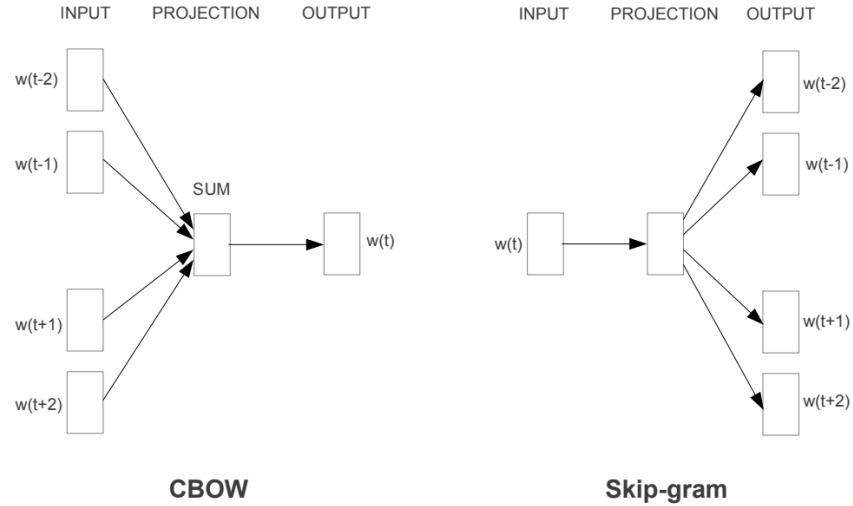 INPUT PROJECTION OUTPUT
w(t-2)
w(t-1)
SUM
w(t)
w(t+1)
w(t+2)
CBOW
INPUT PROJECTION OUTPUT
w(t-2)
w(t-1)
w(t)
w(t+1)
w(t+2)
Skip-gram